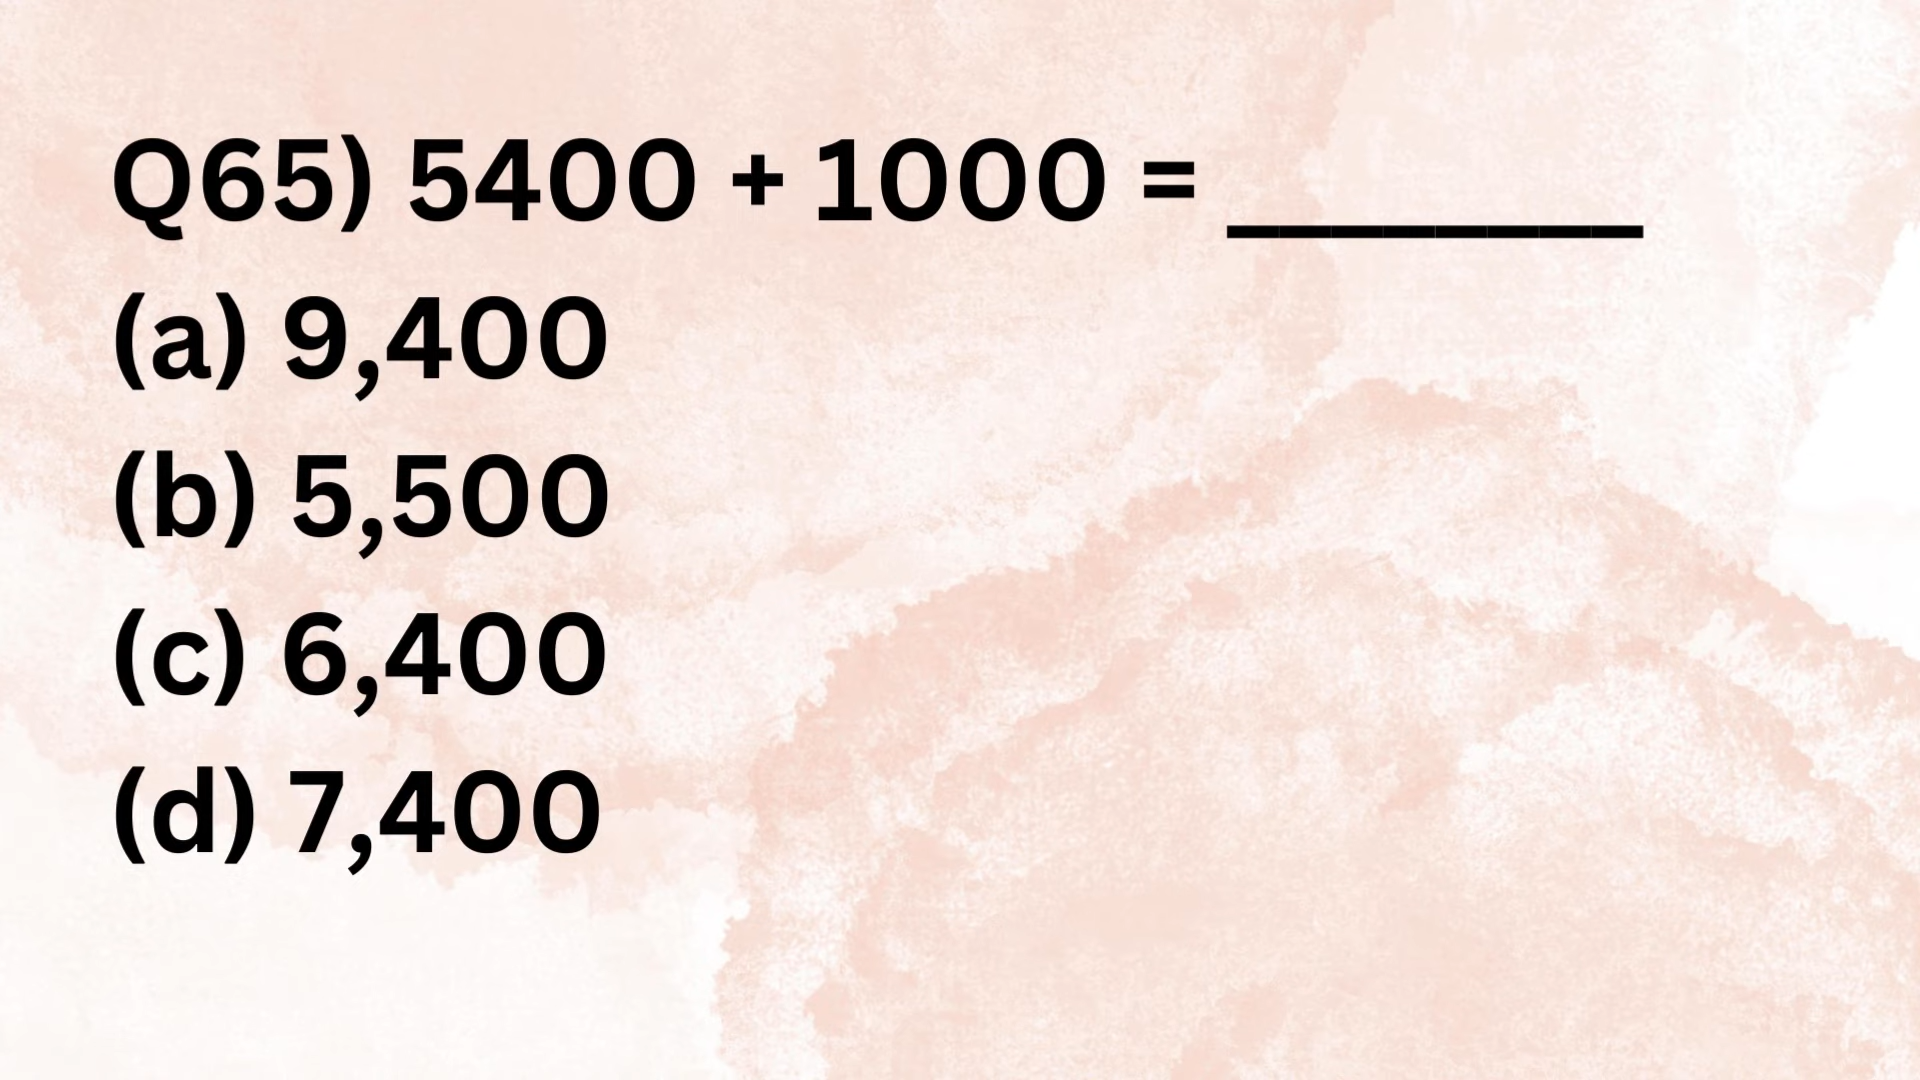 Q65) 5400 + 1000 = ________
(a) 9,400
(b) 5,500
(c) 6,400
(d) 7,400